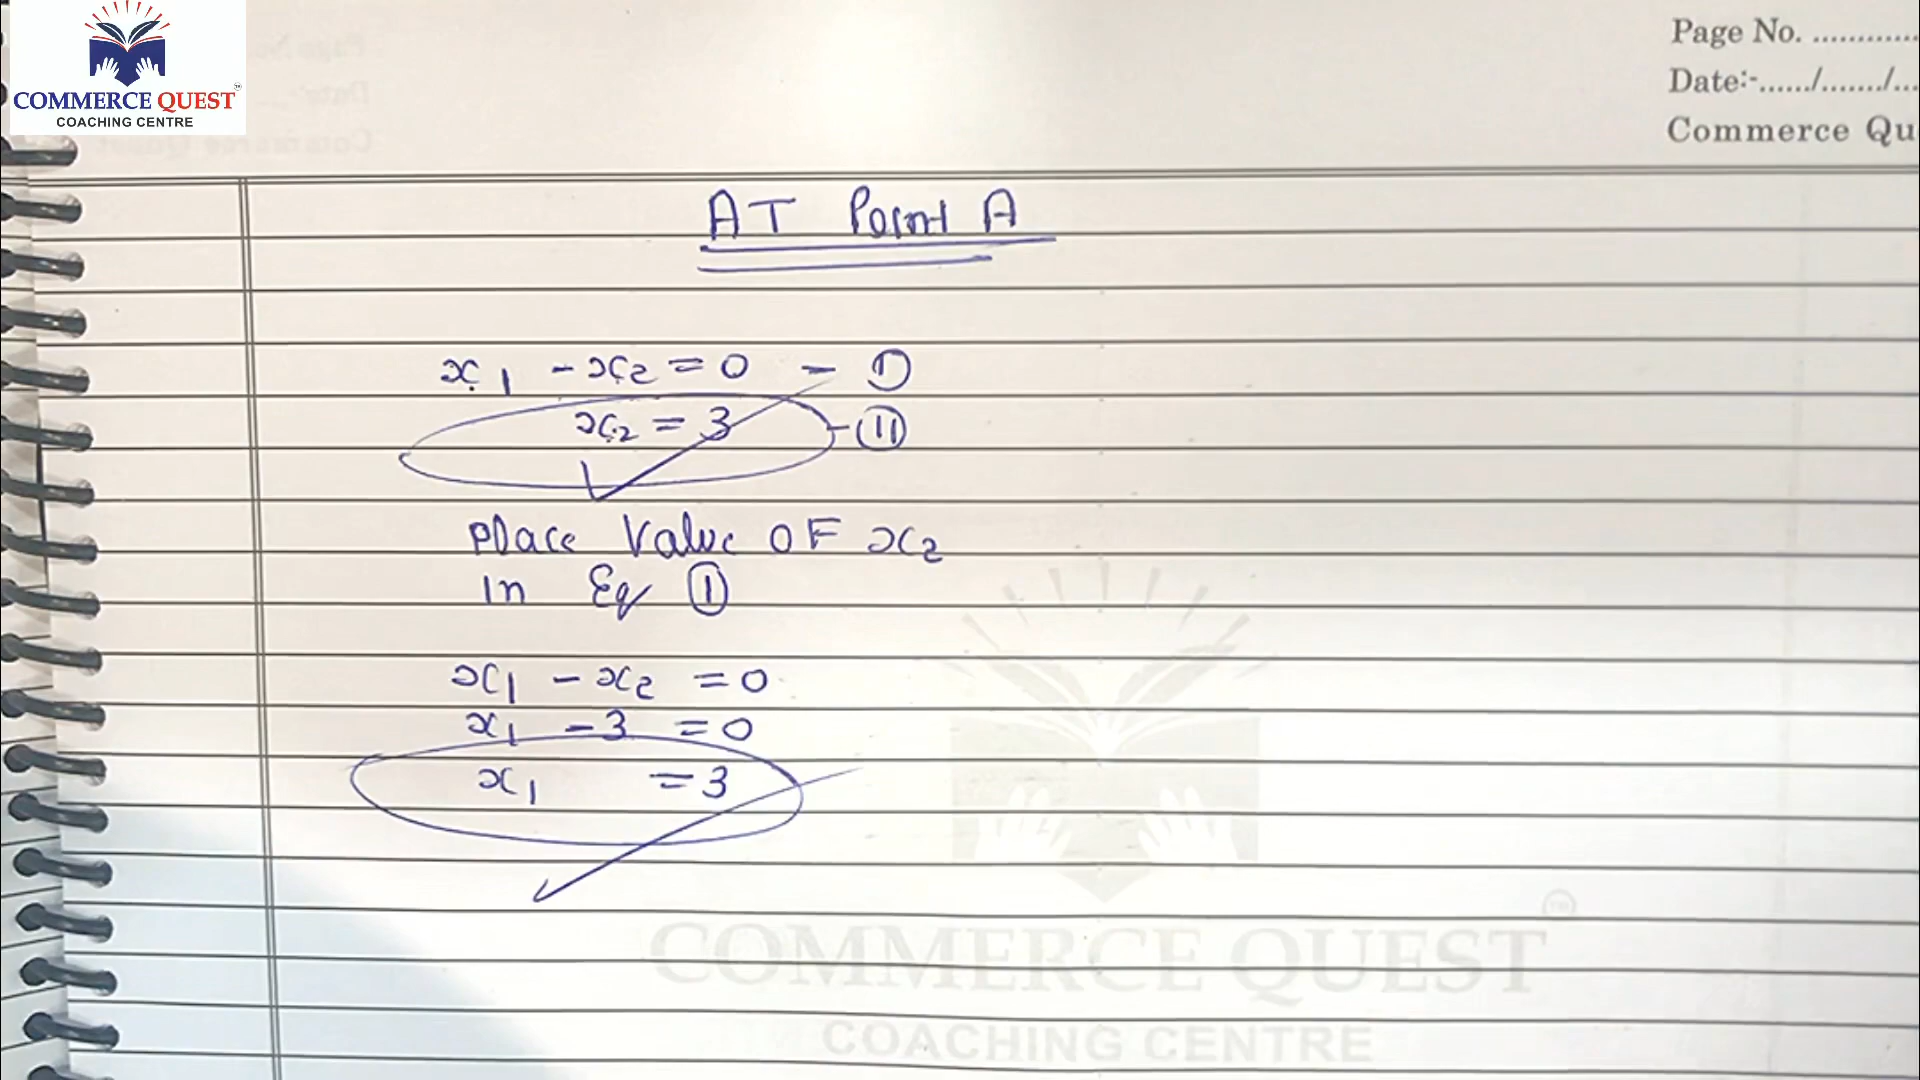 COMMERCE QUEST
COACHING CENTRE
Page No. ............
Date:-....../......./...
Commerce Qu
AT Point A
x₁ - x₂ = 0 - ①
x₂ = 3 - ⑪
Place Value OF x₂
in Eq ①
x₁ - x₂ = 0
x₁ - 3 = 0
x₁ = 3
COMMERCE QUEST
COACHING CENTRE